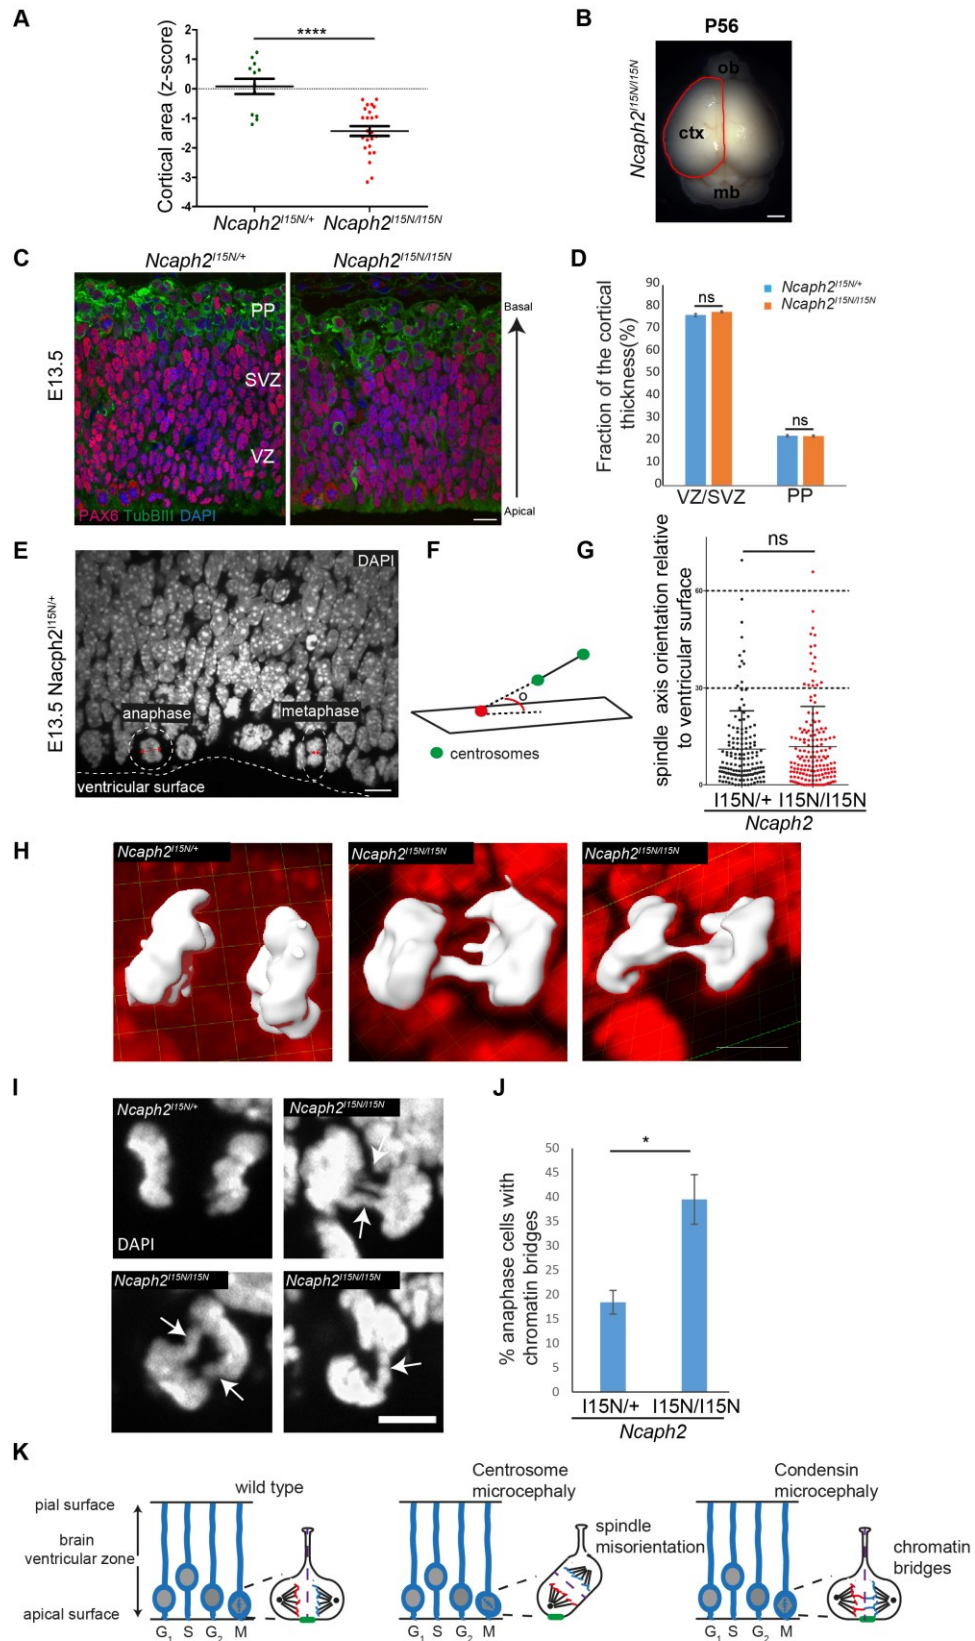 A
Cortical area (z-score)
2
1
0
-1
-2
-3
-4
****
Ncaph2I15N/+
Ncaph2I15N/I15N
B
P56
Ncaph2I15N/I15N
ob
ctx
mb
C
Ncaph2I15N/+
Ncaph2I15N/I15N
E13.5
PP
SVZ
VZ
PAX6 TubBIII DAPI
Basal
Apical
D
Ncaph2I15N/+
Ncaph2I15N/I15N
Fraction of the cortical
thickness(%)
90
80
70
60
50
40
30
20
10
0
ns
ns
VZ/SVZ
PP
E
E13.5 Nacph2I15N/+
DAPI
anaphase
metaphase
ventricular surface
F
centrosomes
G
spindle axis orientation relative
to ventricular surface
ns
60
30
0
I15N/+ I15N/I15N
Ncaph2
H
Ncaph2I15N/+
Ncaph2I15N/I15N
Ncaph2I15N/I15N
I
Ncaph2I15N/+
Ncaph2I15N/I15N
DAPI
Ncaph2I15N/I15N
Ncaph2I15N/I15N
J
% anaphase cells with
chromatin bridges
50
45
40
35
30
25
20
15
10
5
0
*
I15N/+ I15N/I15N
Ncaph2
K
wild type
Centrosome
microcephaly
Condensin
microcephaly
pial surface
brain
ventricular zone
apical surface
spindle
misorientation
chromatin
bridges
G1 S G2 M
G1 S G2 M
G1 S G2 M